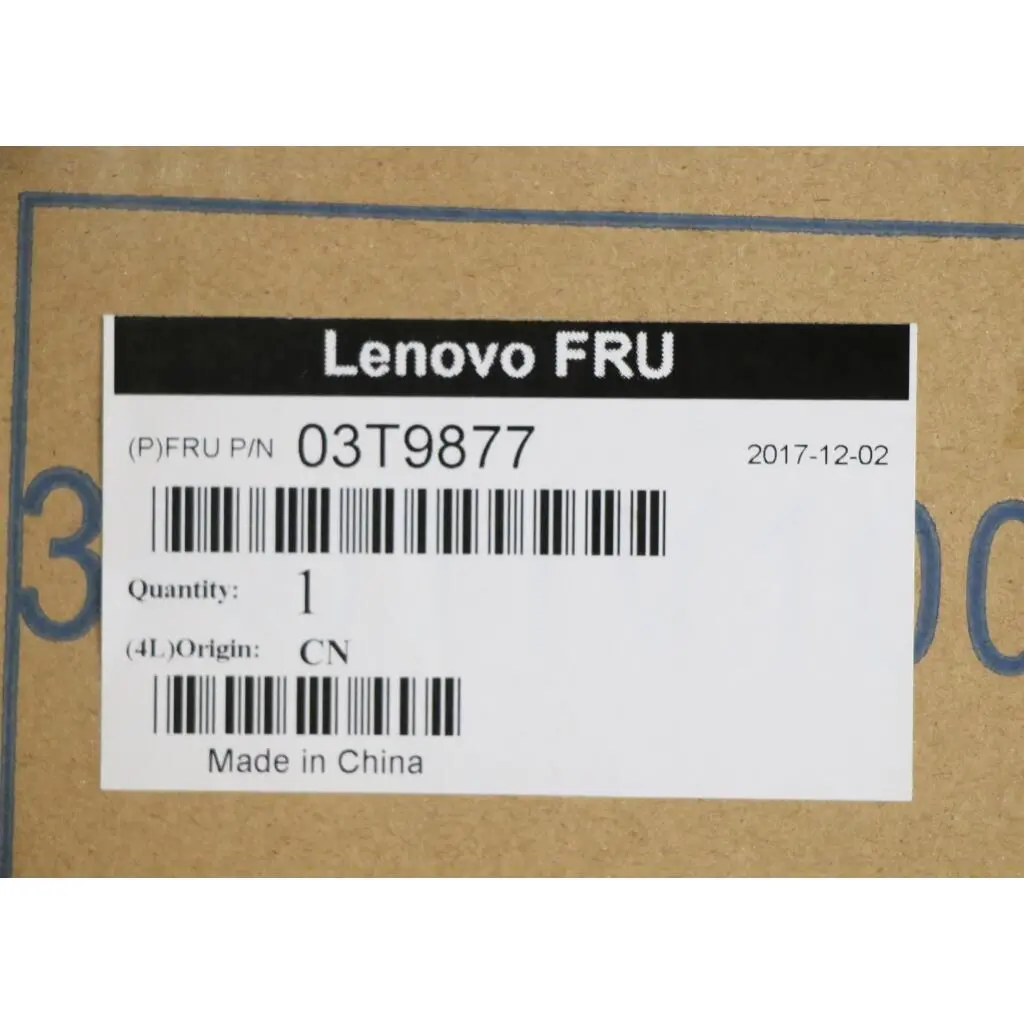 Lenovo FRU
(P)FRU P/N 03T9877 2017-12-02
Quantity: 1
(4L)Origin: CN
Made in China